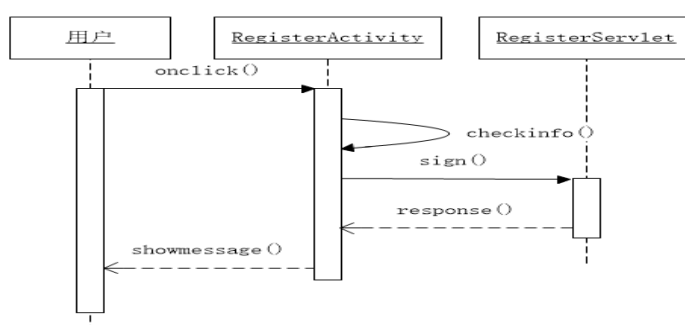 用户
RegisterActivity
RegisterServlet
onclick()
checkinfo()
sign()
response()
showmessage()